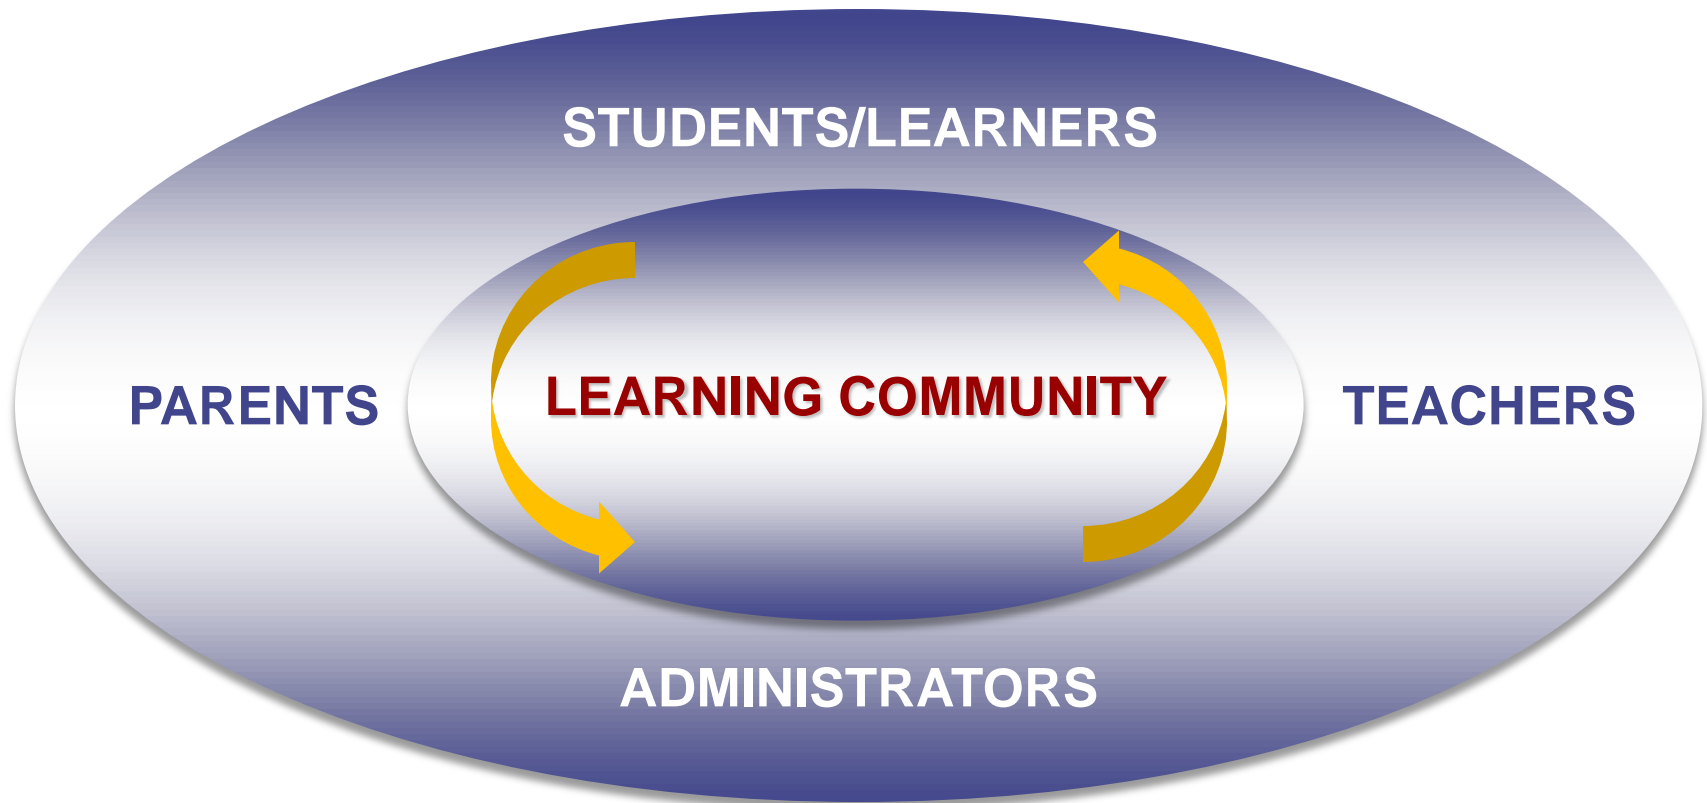 STUDENTS/LEARNERS
PARENTS
LEARNING COMMUNITY
TEACHERS
ADMINISTRATORS